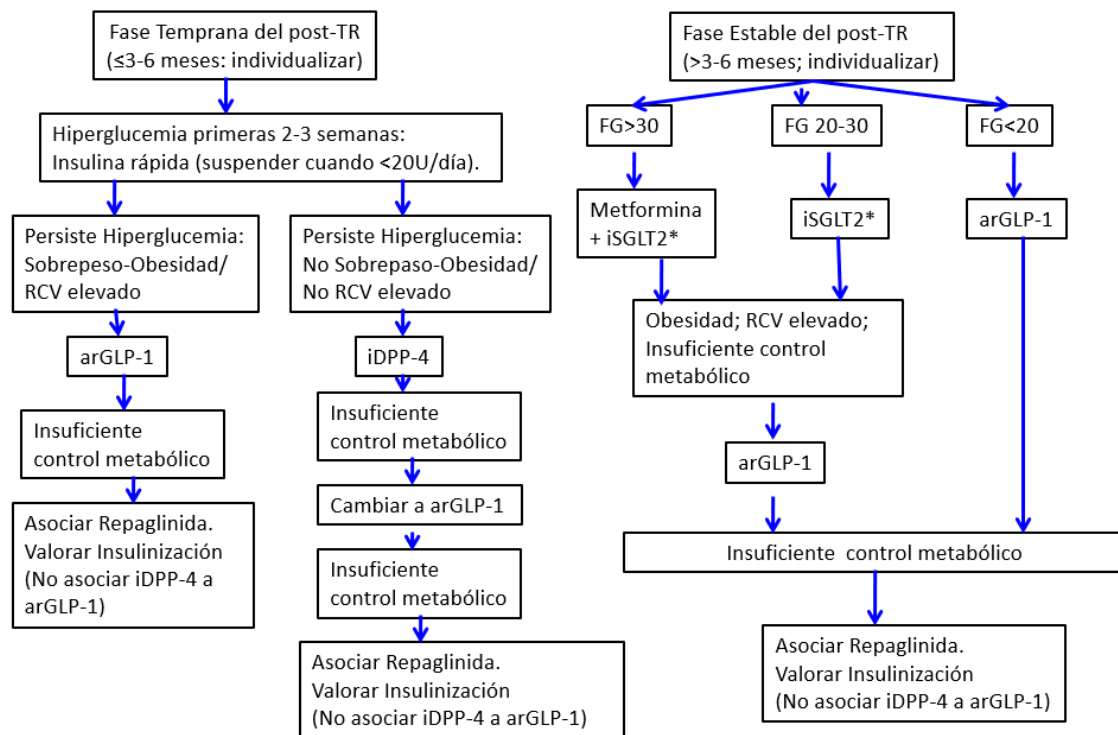 Fase Temprana del post-TR
(≤3-6 meses: individualizar)
Hiperglucemia primeras 2-3 semanas:
Insulina rápida (suspender cuando <20U/día).
Persiste Hiperglucemia:
Sobrepeso-Obesidad/
RCV elevado
arGLP-1
Insuficiente
control metabólico
Asociar Repaglinida.
Valorar Insulinización
(No asociar iDPP-4 a
arGLP-1)
Persiste Hiperglucemia:
No Sobrepaso-Obesidad/
No RCV elevado
iDPP-4
Insuficiente
control metabólico
Cambiar a arGLP-1
Insuficiente
control metabólico
Asociar Repaglinida.
Valorar Insulinización
(No asociar iDPP-4 a arGLP-1)
Fase Estable del post-TR
(>3-6 meses; individualizar)
FG>30
FG 20-30
FG<20
Metformina
+ iSGLT2*
iSGLT2*
arGLP-1
Obesidad; RCV elevado;
Insuficiente control
metabólico
arGLP-1
Insuficiente control metabólico
Asociar Repaglinida.
Valorar Insulinización
(No asociar iDPP-4 a arGLP-1)